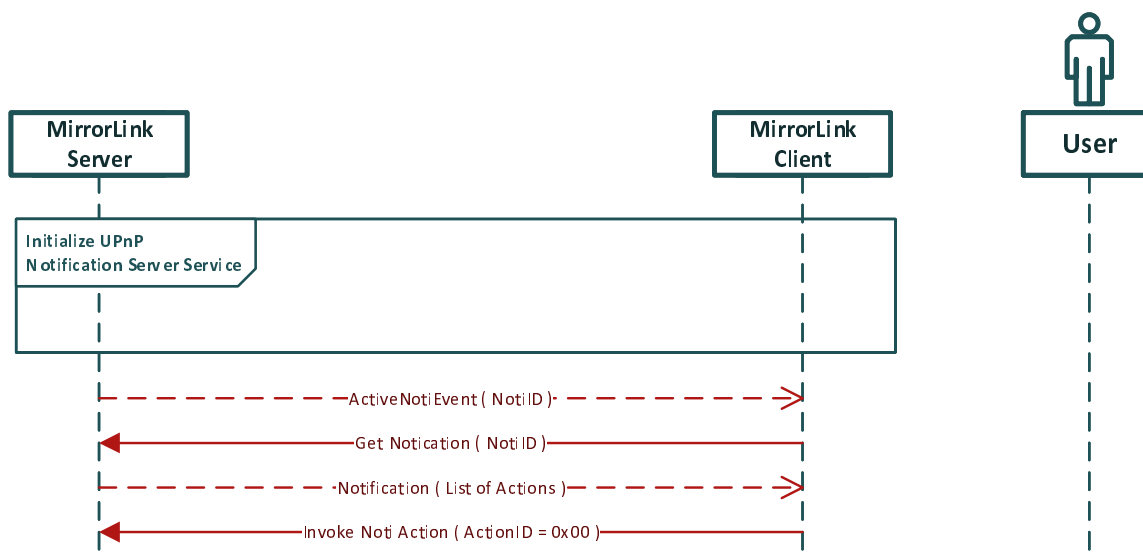 MirrorLink
Server
MirrorLink
Client
User
Initialize UPnP
Notification Server Service
ActiveNotiEvent ( NotiID )
Get Notication ( NotiID )
Notification ( List of Actions )
Invoke Noti Action ( ActionID = 0x00 )